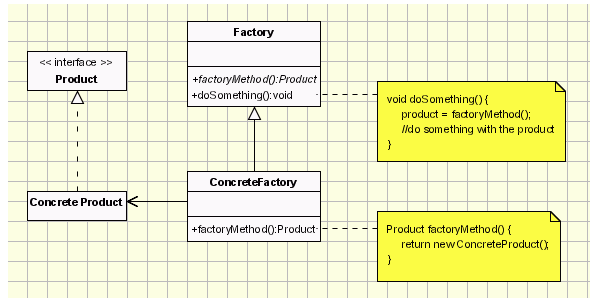 Factory
<< interface >>
Product
+factoryMethod():Product
+doSomething():void
void doSomething() {
product = factoryMethod();
//do something with the product
}
ConcreteFactory
Concrete Product
+factoryMethod():Product
Product factoryMethod() {
return new ConcreteProduct();
}